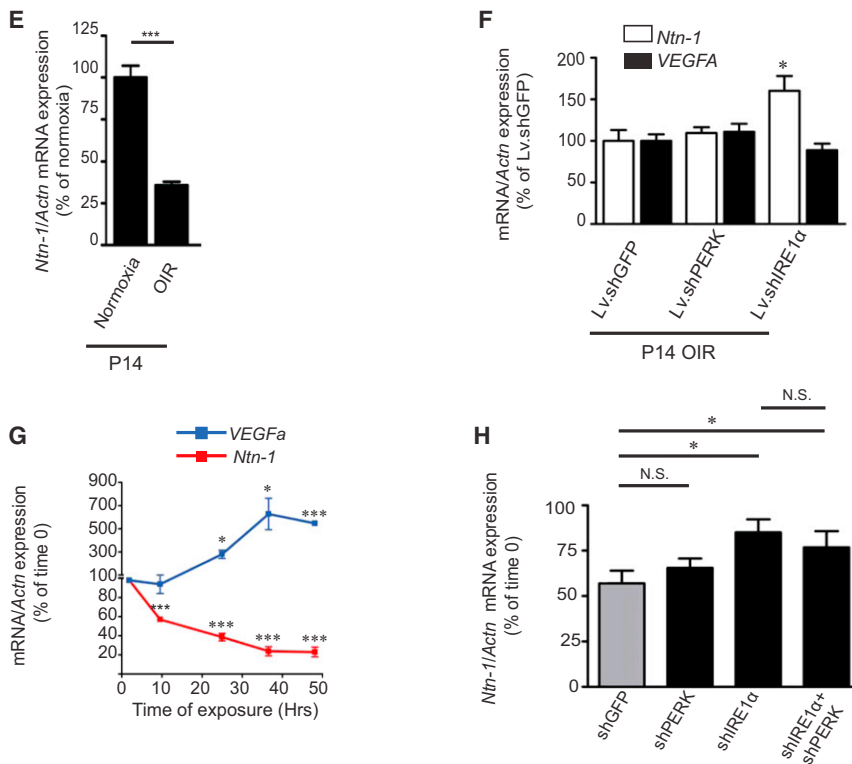 E
Ntn-1/Actn mRNA expression
(% of normoxia)
125
100
75
50
25
0
***
Normoxia
OIR
P14
F
Ntn-1
VEGFA
mRNA/Actn expression
(% of Lv.shGFP)
200
150
100
50
0
*
Lv.shGFP
Lv.shPERK
Lv.shIRE1α
P14 OIR
G
VEGFa
Ntn-1
mRNA/Actn expression
(% of time 0)
900
700
500
300
100
80
60
40
20
*
*
***
***
***
***
***
0
10
20
30
40
50
Time of exposure (Hrs)
H
N.S.
*
*
N.S.
Ntn-1/Actn mRNA expression
(% of time 0)
100
75
50
25
0
shGFP
shPERK
shIRE1α
shIRE1α+
shPERK